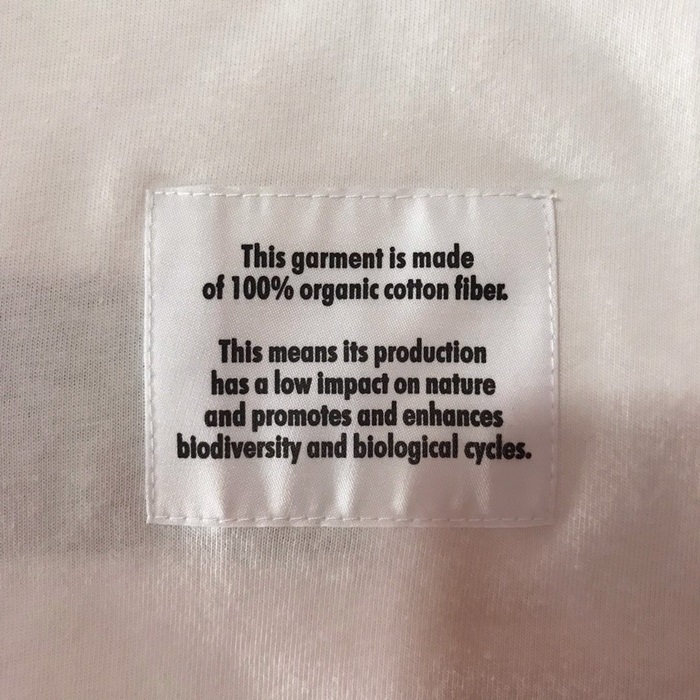 This garment is made
of 100% organic cotton fiber.
This means its production
has a low impact on nature
and promotes and enhances
biodiversity and biological cycles.